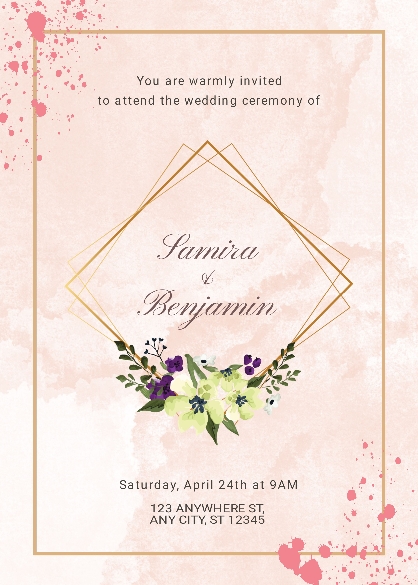 You are warmly invited
to attend the wedding ceremony of
Samira
&
Benjamin
Saturday, April 24th at 9AM
123 ANYWHERE ST,
ANY CITY, ST 12345